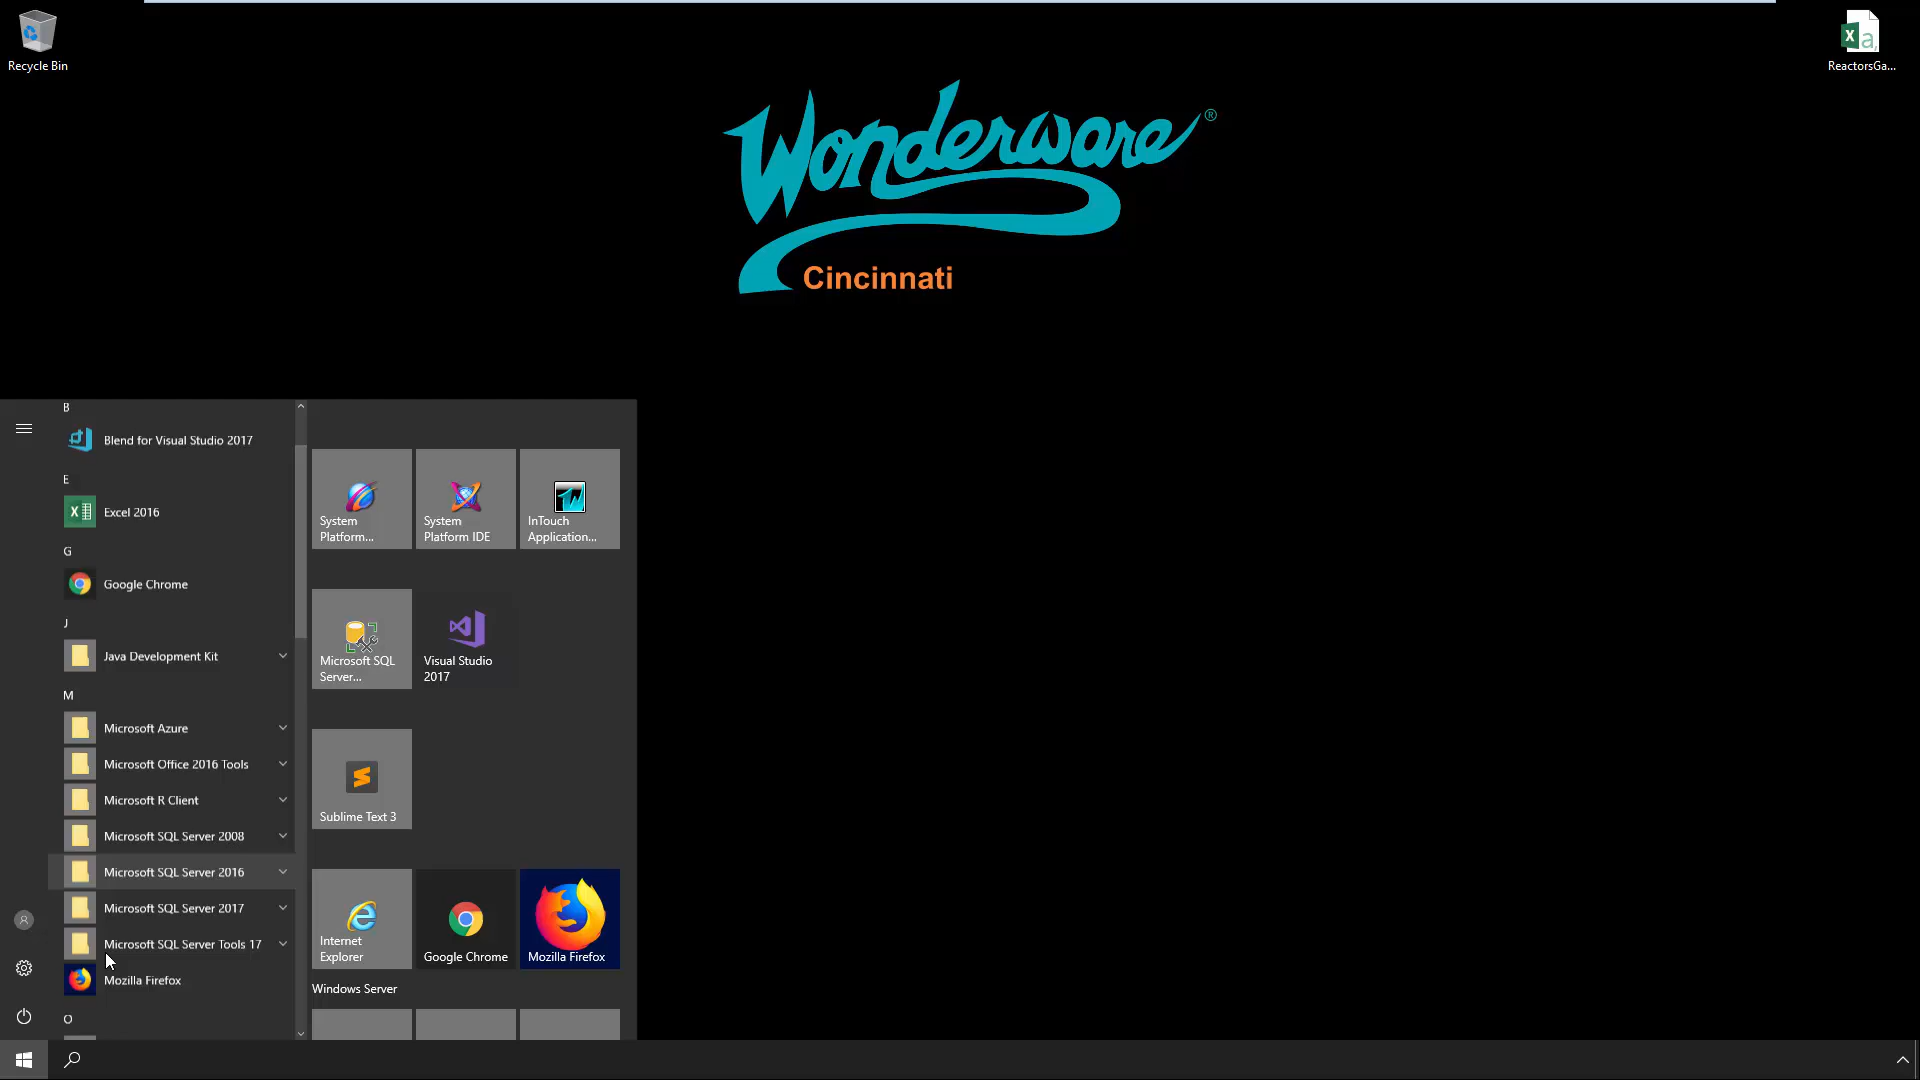 Recycle Bin
ReactorsGa...
Wonderware®
Cincinnati
B
Blend for Visual Studio 2017
E
Excel 2016
G
Google Chrome
J
Java Development Kit
M
Microsoft Azure
Microsoft Office 2016 Tools
Microsoft R Client
Microsoft SQL Server 2008
Microsoft SQL Server 2016
Microsoft SQL Server 2017
Microsoft SQL Server Tools 17
Mozilla Firefox
O
System
Platform...
System
Platform IDE
InTouch
Application...
Microsoft SQL
Server...
Visual Studio
2017
Sublime Text 3
Internet
Explorer
Google Chrome
Mozilla Firefox
Windows Server